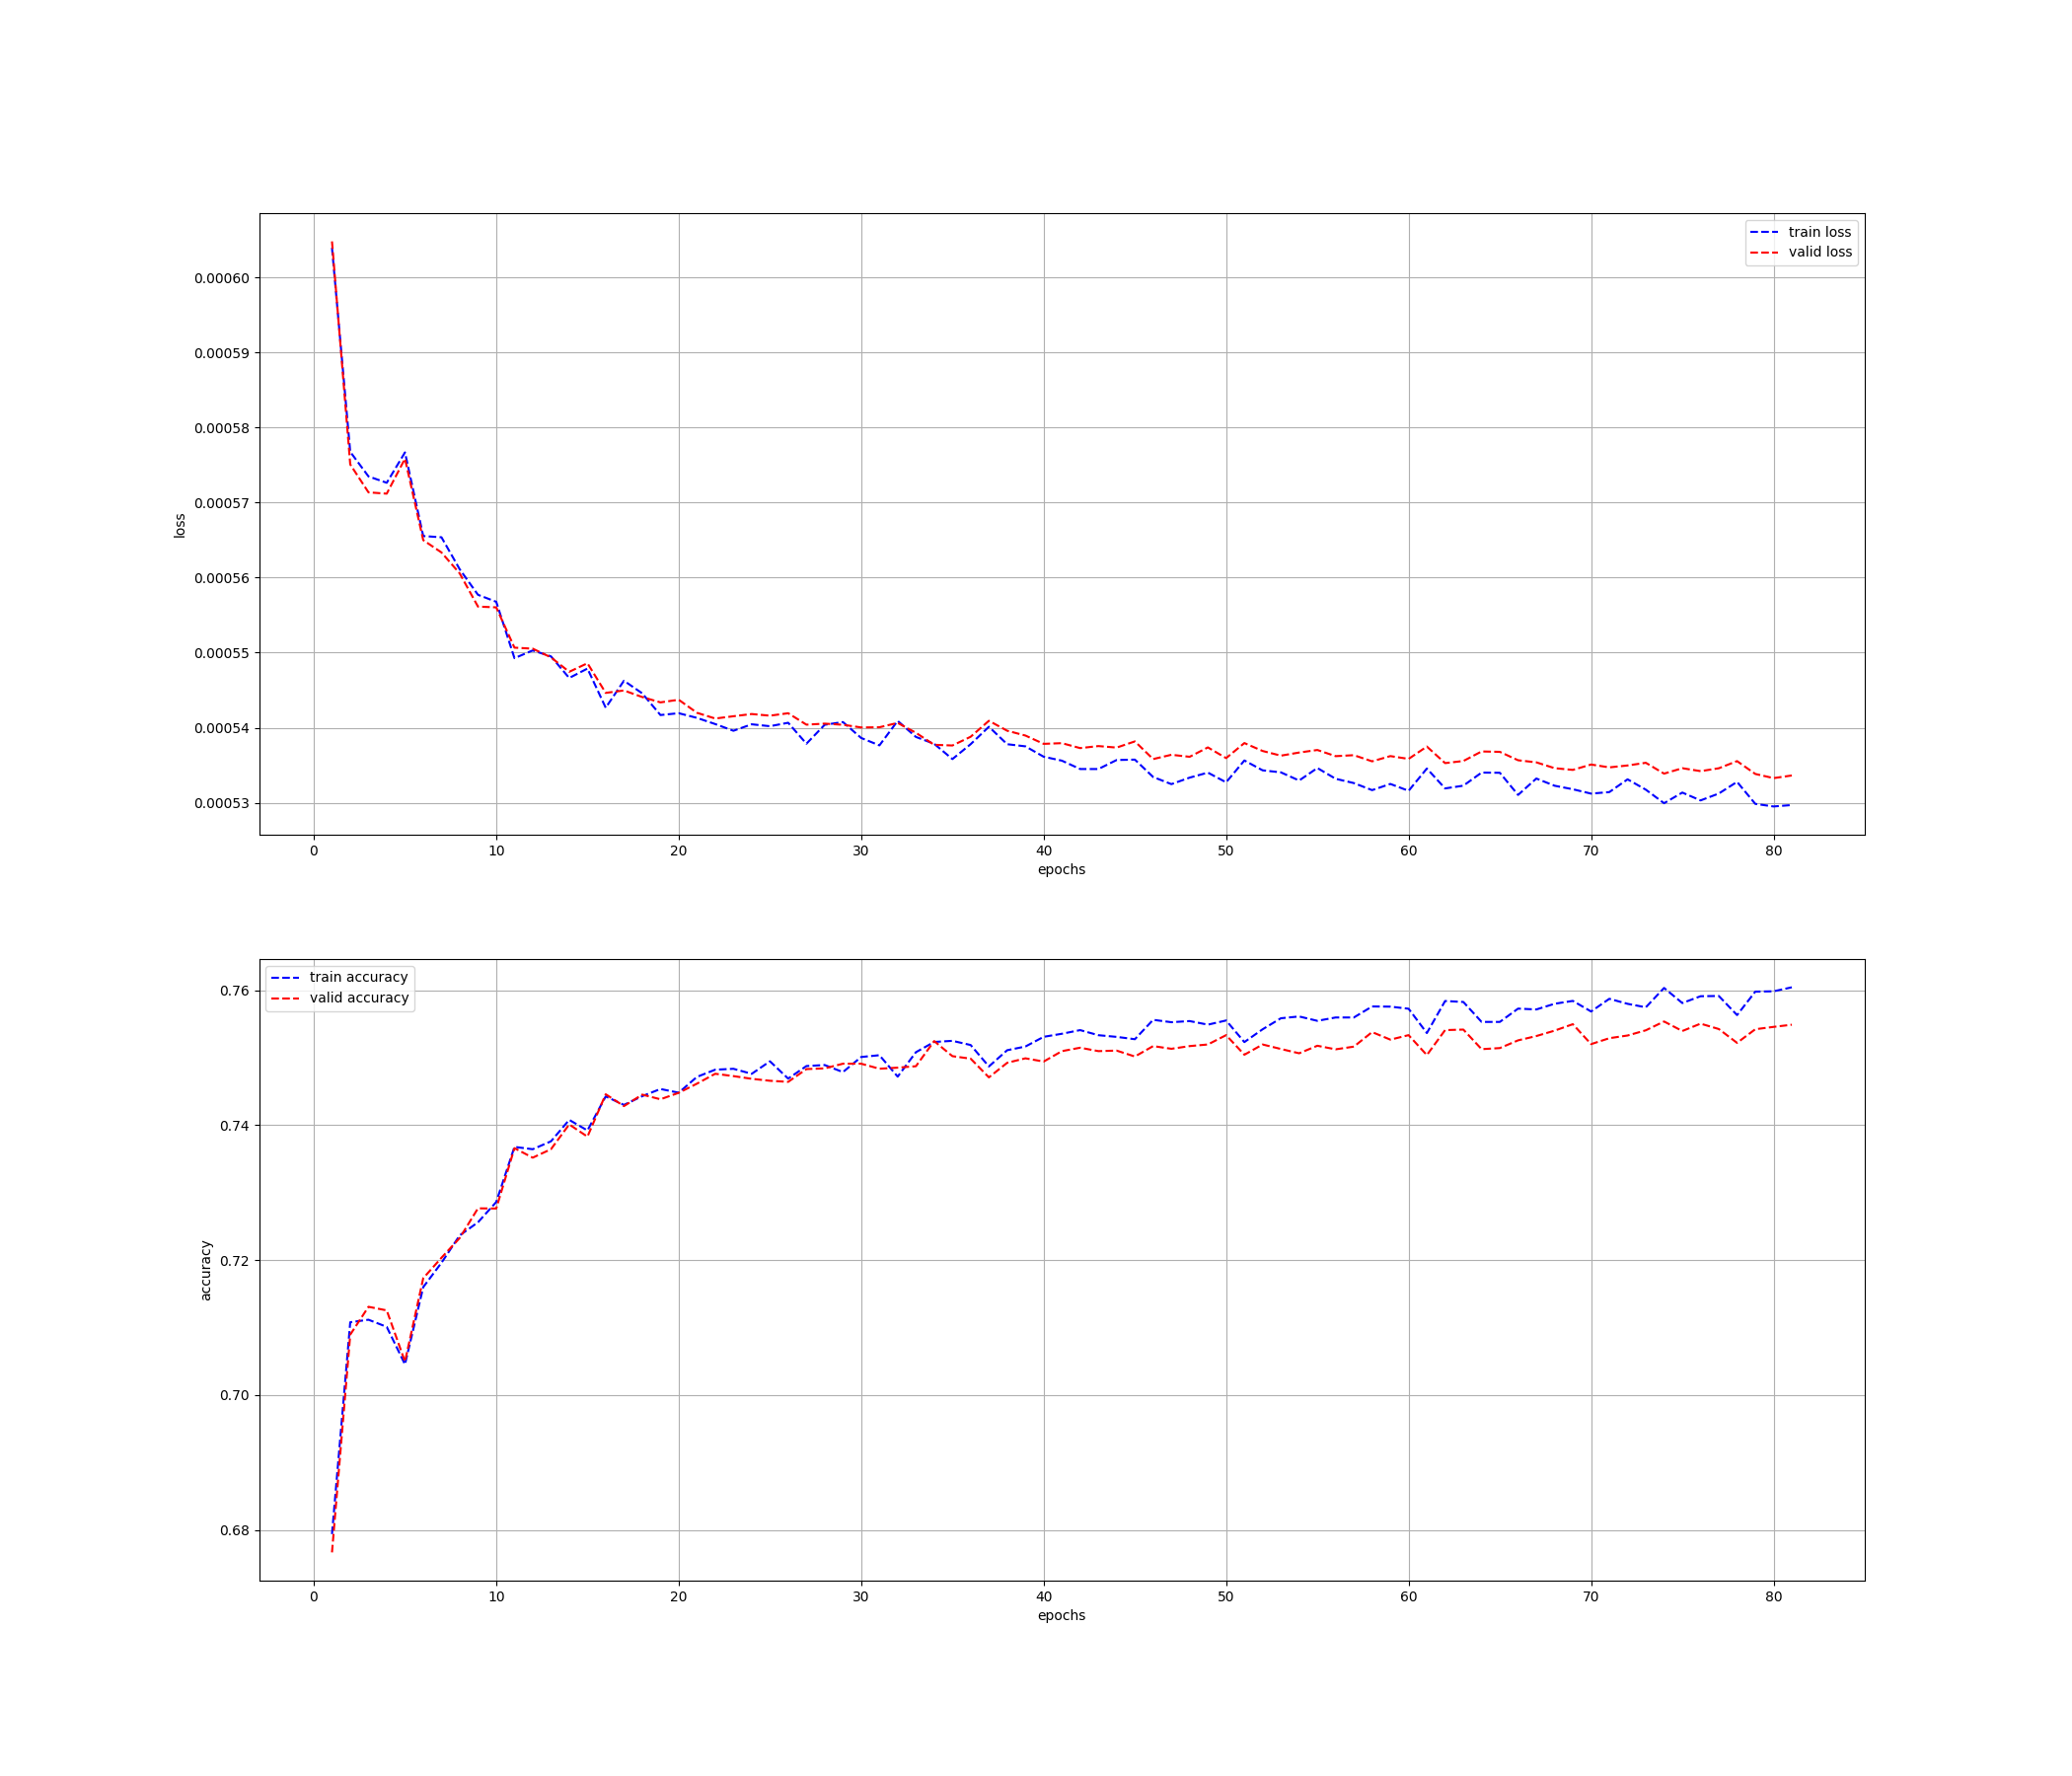 train loss
valid loss
0.00060
0.00059
0.00058
0.00057
0.00056
0.00055
0.00054
0.00053
loss
0 10 20 30 40 50 60 70 80
epochs
train accuracy
valid accuracy
0.76
0.74
0.72
0.70
0.68
accuracy
0 10 20 30 40 50 60 70 80
epochs